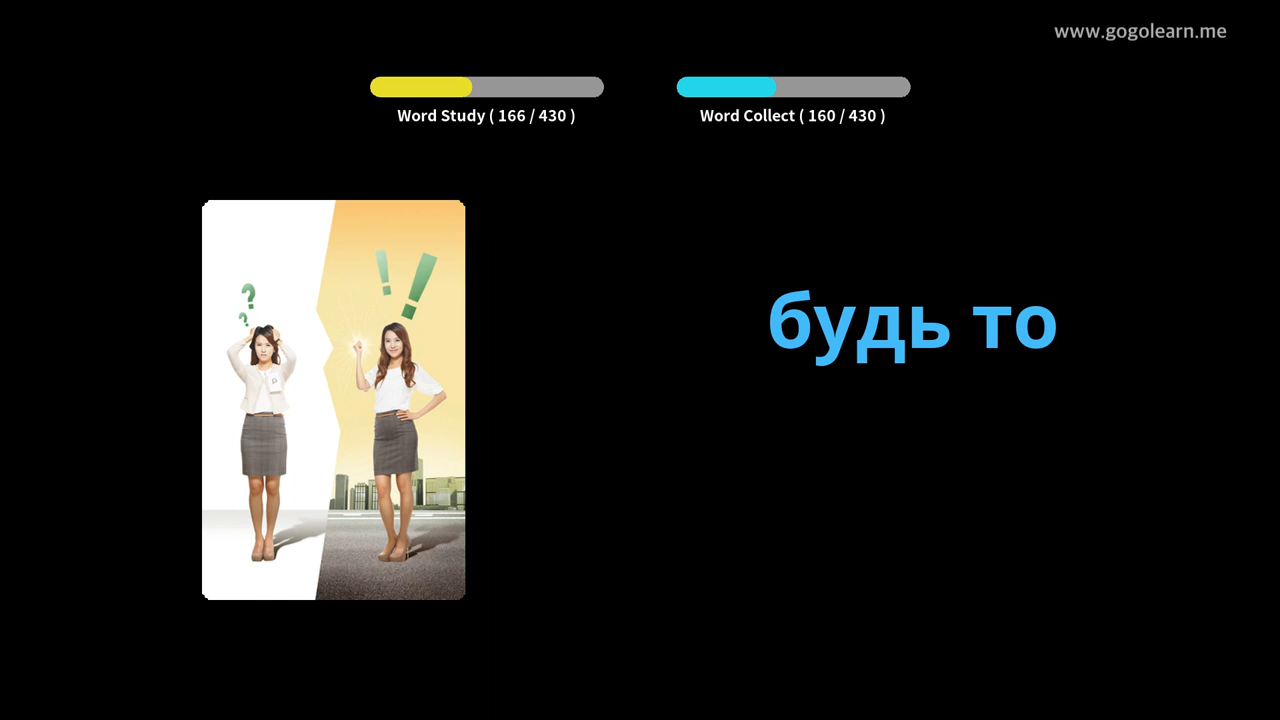 www.gogolearn.me
Word Study ( 166 / 430 )
Word Collect ( 160 / 430 )
? ?
! !
будь то